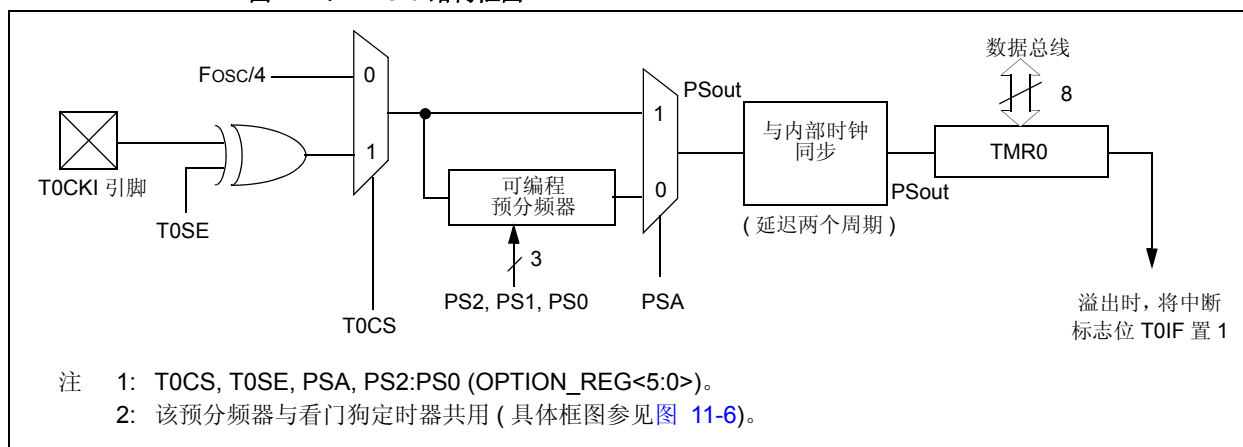 数据总线
FOSC/4
0
PSout
8
1
与内部时钟
同步
TMR0
1
T0CKI 引脚
可编程
预分频器
0
PSout
T0SE
( 延迟两个周期 )
3
PS2, PS1, PS0
PSA
T0CS
溢出时，将中断
标志位 T0IF 置 1
注 1: T0CS, T0SE, PSA, PS2:PS0 (OPTION_REG<5:0>)。
2: 该预分频器与看门狗定时器共用 ( 具体框图参见图 11-6)。